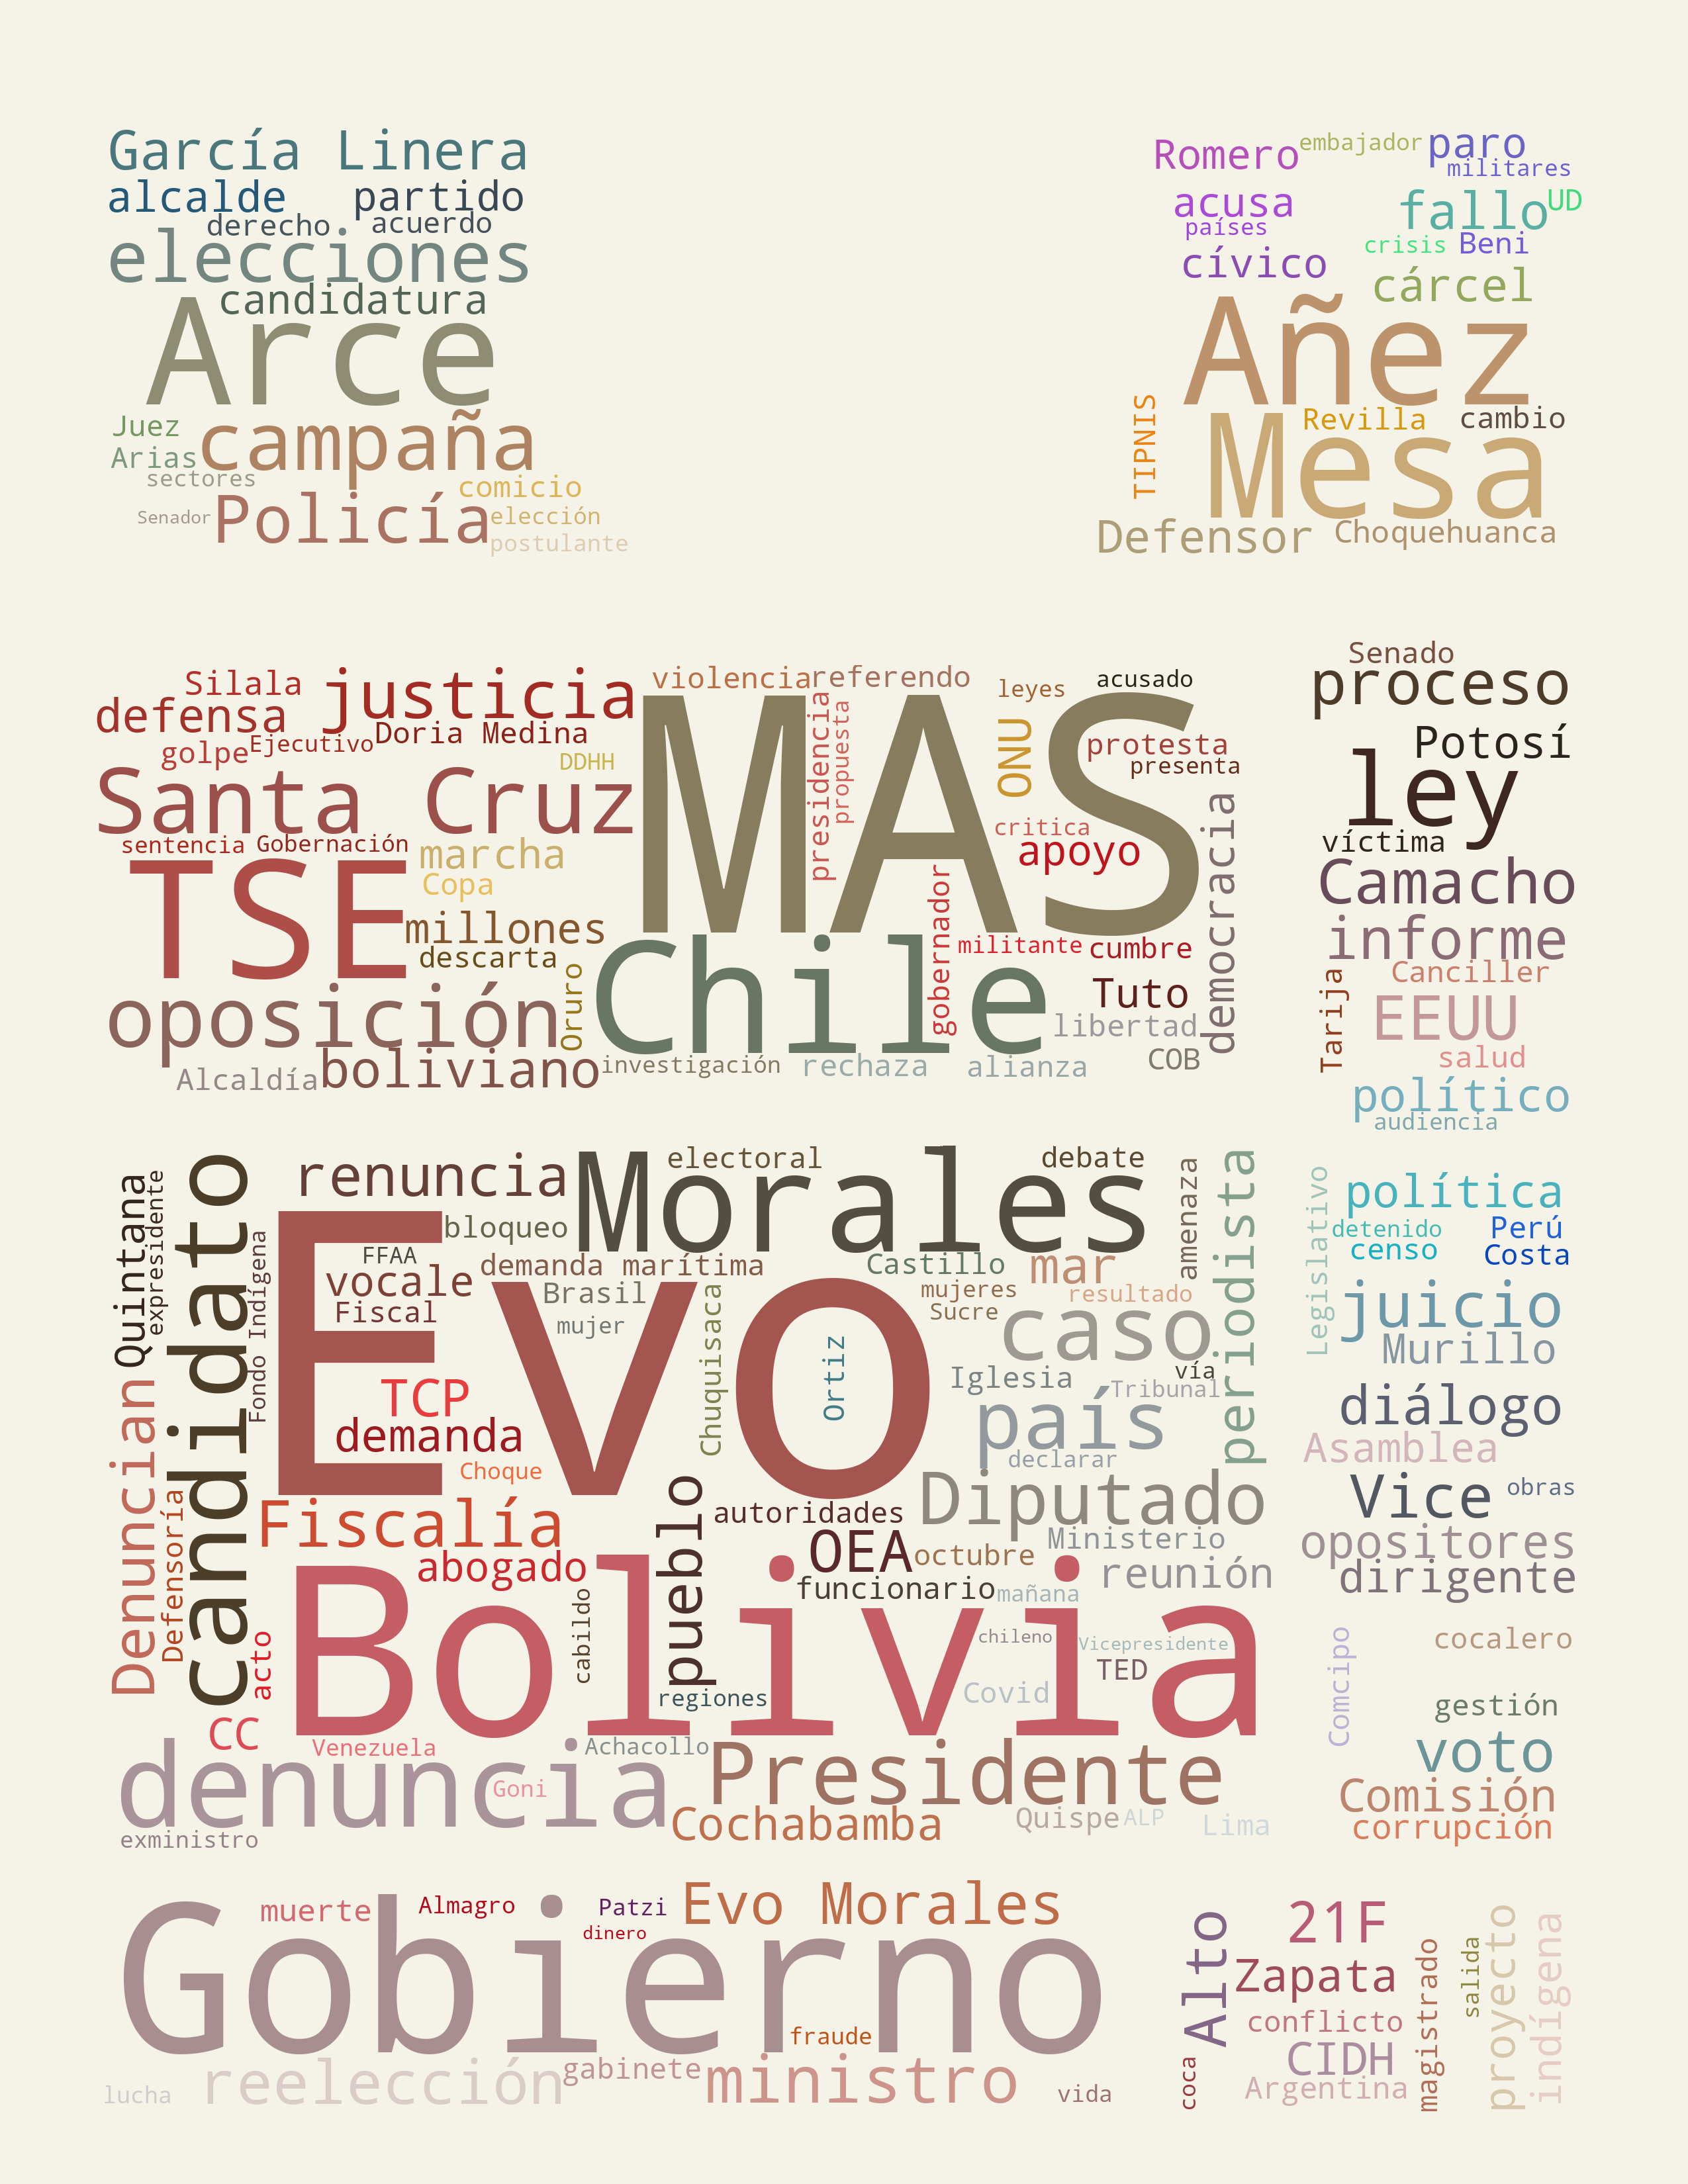 García Linera
alcalde
partido
derecho
acuerdo
elecciones
candidatura
Arce
Juez
campaña
Arias
sectores
comicio
Senador
Policía
elección
postulante
Romero
embajador
paro
militares
acusa
fallo
UD
países
crisis
Beni
cívico
cárcel
Añez
TIPNIS
Revilla
cambio
Mesa
Defensor
Choquehuanca
Silala
justicia
defensa
golpe
Ejecutivo
Doria Medina
DDHH
Santa Cruz
sentencia
Gobernación
marcha
Copa
TSE
millones
descarta
oposición
Oruro
Alcaldía
boliviano
violencia
referendo
leyes
acusado
MAS
presidencia
propuesta
ONU
protesta
presenta
critica
apoyo
democracia
gobernador
militante
cumbre
Chile
Tuto
libertad
investigación
rechaza
alianza
COB
Senado
proceso
Potosí
ley
víctima
Camacho
informe
Canciller
Tarija
EEUU
salud
político
audiencia
Quintana
expresidente
candidato
Fondo Indígena
renuncia
Morales
electoral
debate
bloqueo
FFAA
demanda marítima
vocale
Fiscal
Brasil
mujer
Castillo
mar
amenaza
periodista
mujeres
resultado
Sucre
Evo
Chuquisaca
Ortiz
caso
TCP
Iglesia
vía
Tribunal
demanda
país
declarar
Choque
Denuncian
Defensoría
Fiscalía
pueblo
autoridades
Diputado
abogado
OEA
octubre
Ministerio
funcionario
mañana
reunión
Bolivia
cabildo
acto
chileno
Vicepresidente
TED
regiones
Covid
CC
Venezuela
Achacollo
denuncia
Goni
Presidente
exministro
Cochabamba
Quispe
ALP
Lima
Legislativo
política
detenido
Perú
censo
Costa
juicio
Murillo
diálogo
Asamblea
Vice
obras
opositores
dirigente
Comcipo
cocalero
gestión
voto
Comisión
corrupción
muerte
Almagro
Patzi
Evo Morales
dinero
Gobierno
fraude
lucha
reelección
gabinete
ministro
vida
Alto
21F
Zapata
conflicto
CIDH
coca
Argentina
magistrado
salida
proyecto
indígena